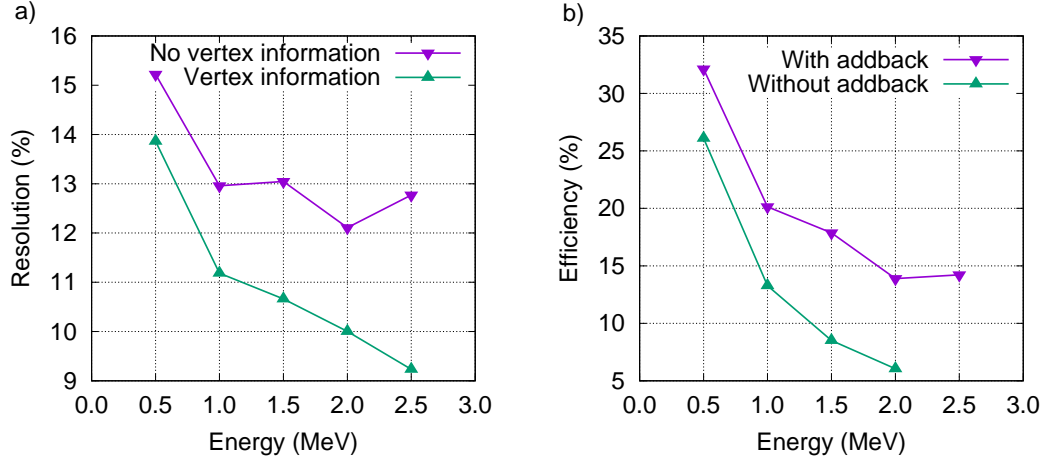 a)
Resolution (%)
16
15
14
13
12
11
10
9
No vertex information
Vertex information
0.0 0.5 1.0 1.5 2.0 2.5 3.0
Energy (MeV)
b)
Efficiency (%)
35
30
25
20
15
10
5
With addback
Without addback
0.0 0.5 1.0 1.5 2.0 2.5 3.0
Energy (MeV)